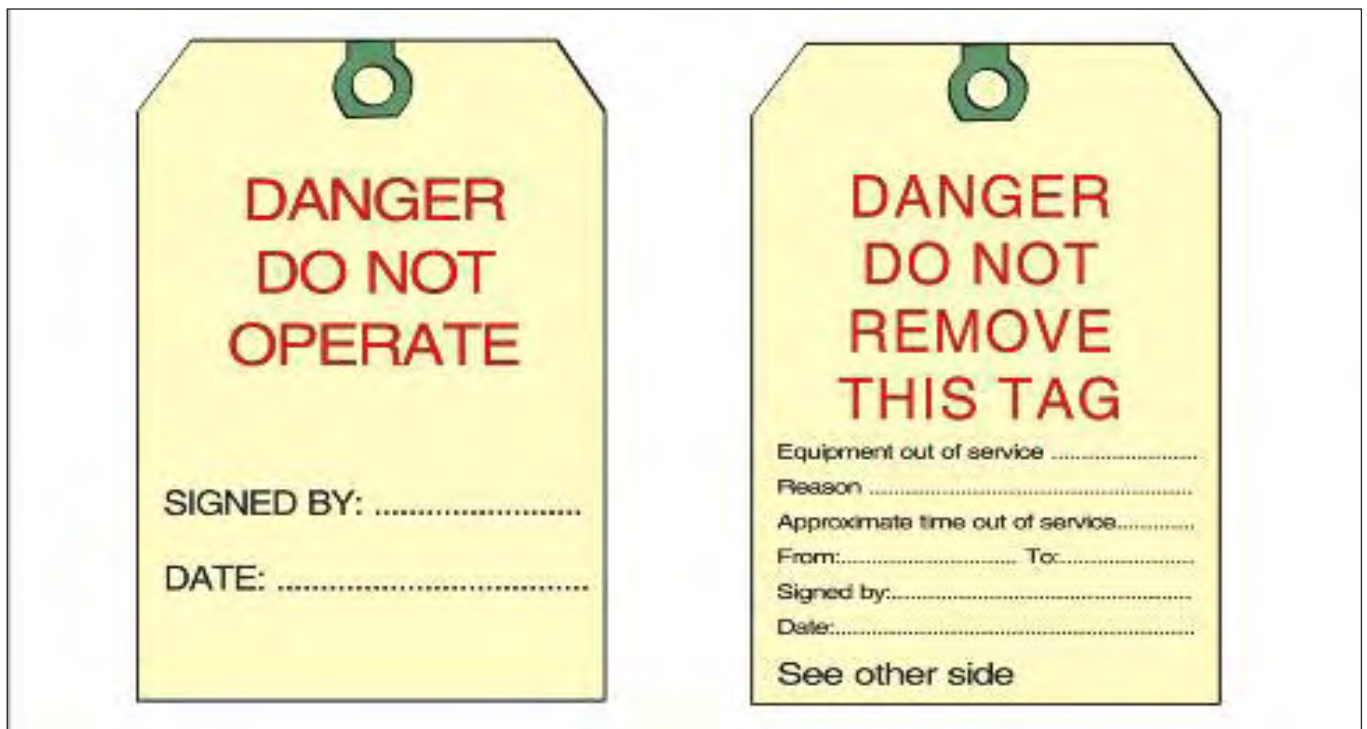 DANGER
DO NOT
OPERATE
SIGNED BY: ........................
DATE: ....................................
DANGER
DO NOT
REMOVE
THIS TAG
Equipment out of service ........................
Reason .....................................................
Approximate time out of service.............
From:............................. To:......................
Signed by:..................................................
Date:...........................................................
See other side